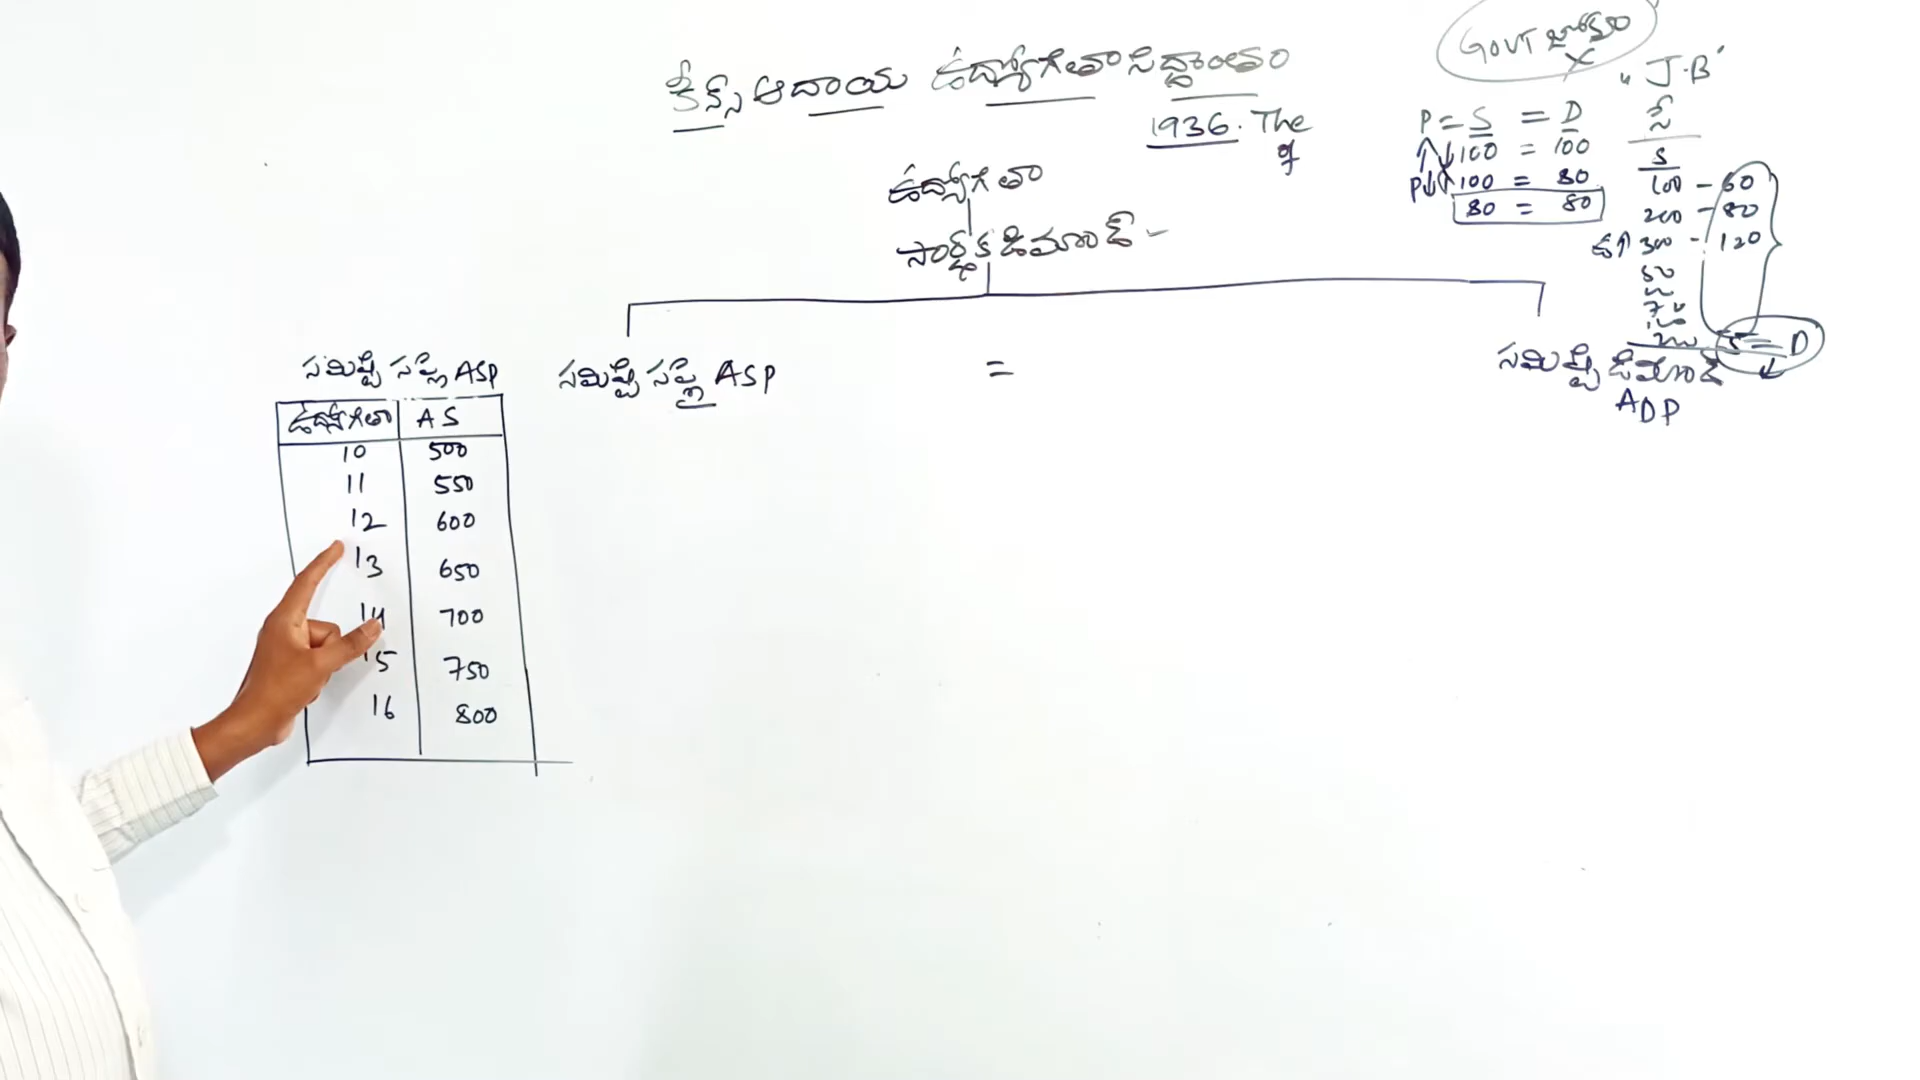 కీన్స్ ఆదాయ ఉద్యోగితా సిద్ధాంతం
1936. The
of
ఉద్యోగితా
సార్థక డిమాండ్ -
సమిష్టి సప్లై ASP
=
సమిష్టి డిమాండ్
ADP
సమిష్టి సప్లై ASP
ఉద్యోగితా AS
10 500
11 550
12 600
13 650
14 700
15 750
16 800
GOVT జోక్యం
X
P = S = D
↑↓ 100 = 100
P↓↑ 100 = 80
80 = 80
"J.B"
సే
S
100 - 60
200 - 80
ఉ↑ 300 - 120
S = D